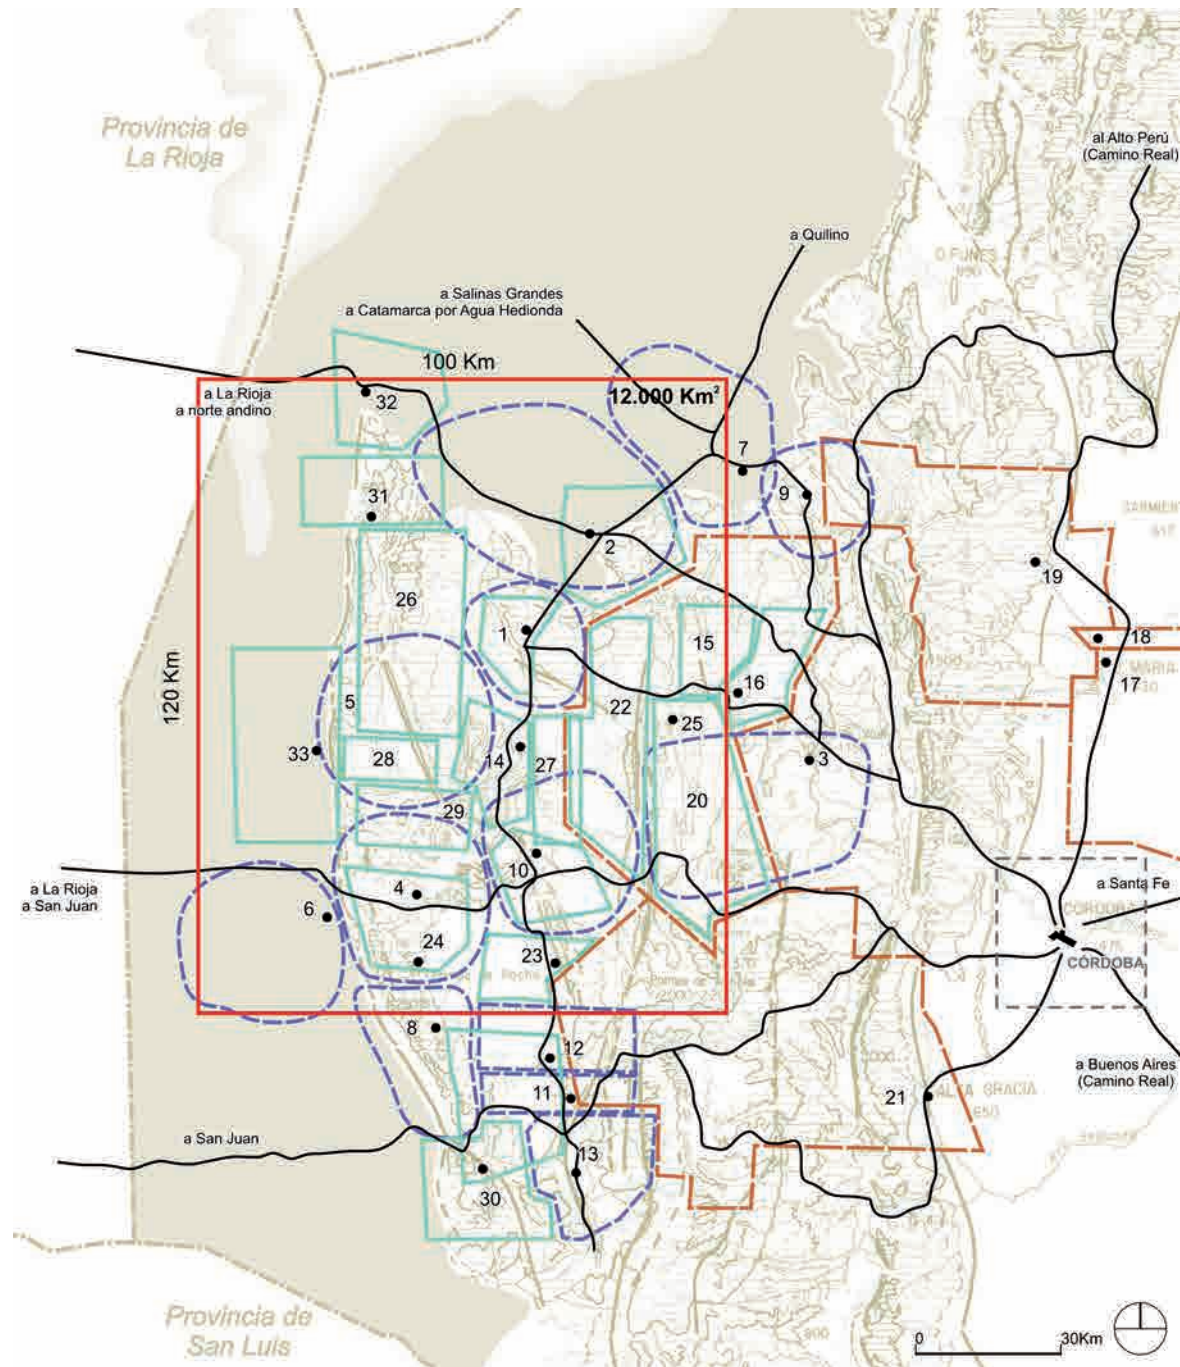 Provincia de
La Rioja
al Alto Perú
(Camino Real)
a Quilino
a Salinas Grandes
a Catamarca por Agua Hedionda
100 Km
12.000 Km²
a La Rioja
a norte andino
32
7
9
31
2
19
26
1
15
18
17
16
120 Km
5
22
25
33
28
14
27
3
20
29
10
a La Rioja
a San Juan
4
6
a Santa Fe
24
23
CÓRDOBA
8
12
11
a Buenos Aires
(Camino Real)
21
ALTA GRACIA
650
a San Juan
13
30
Provincia de
San Luis
800
0
30Km